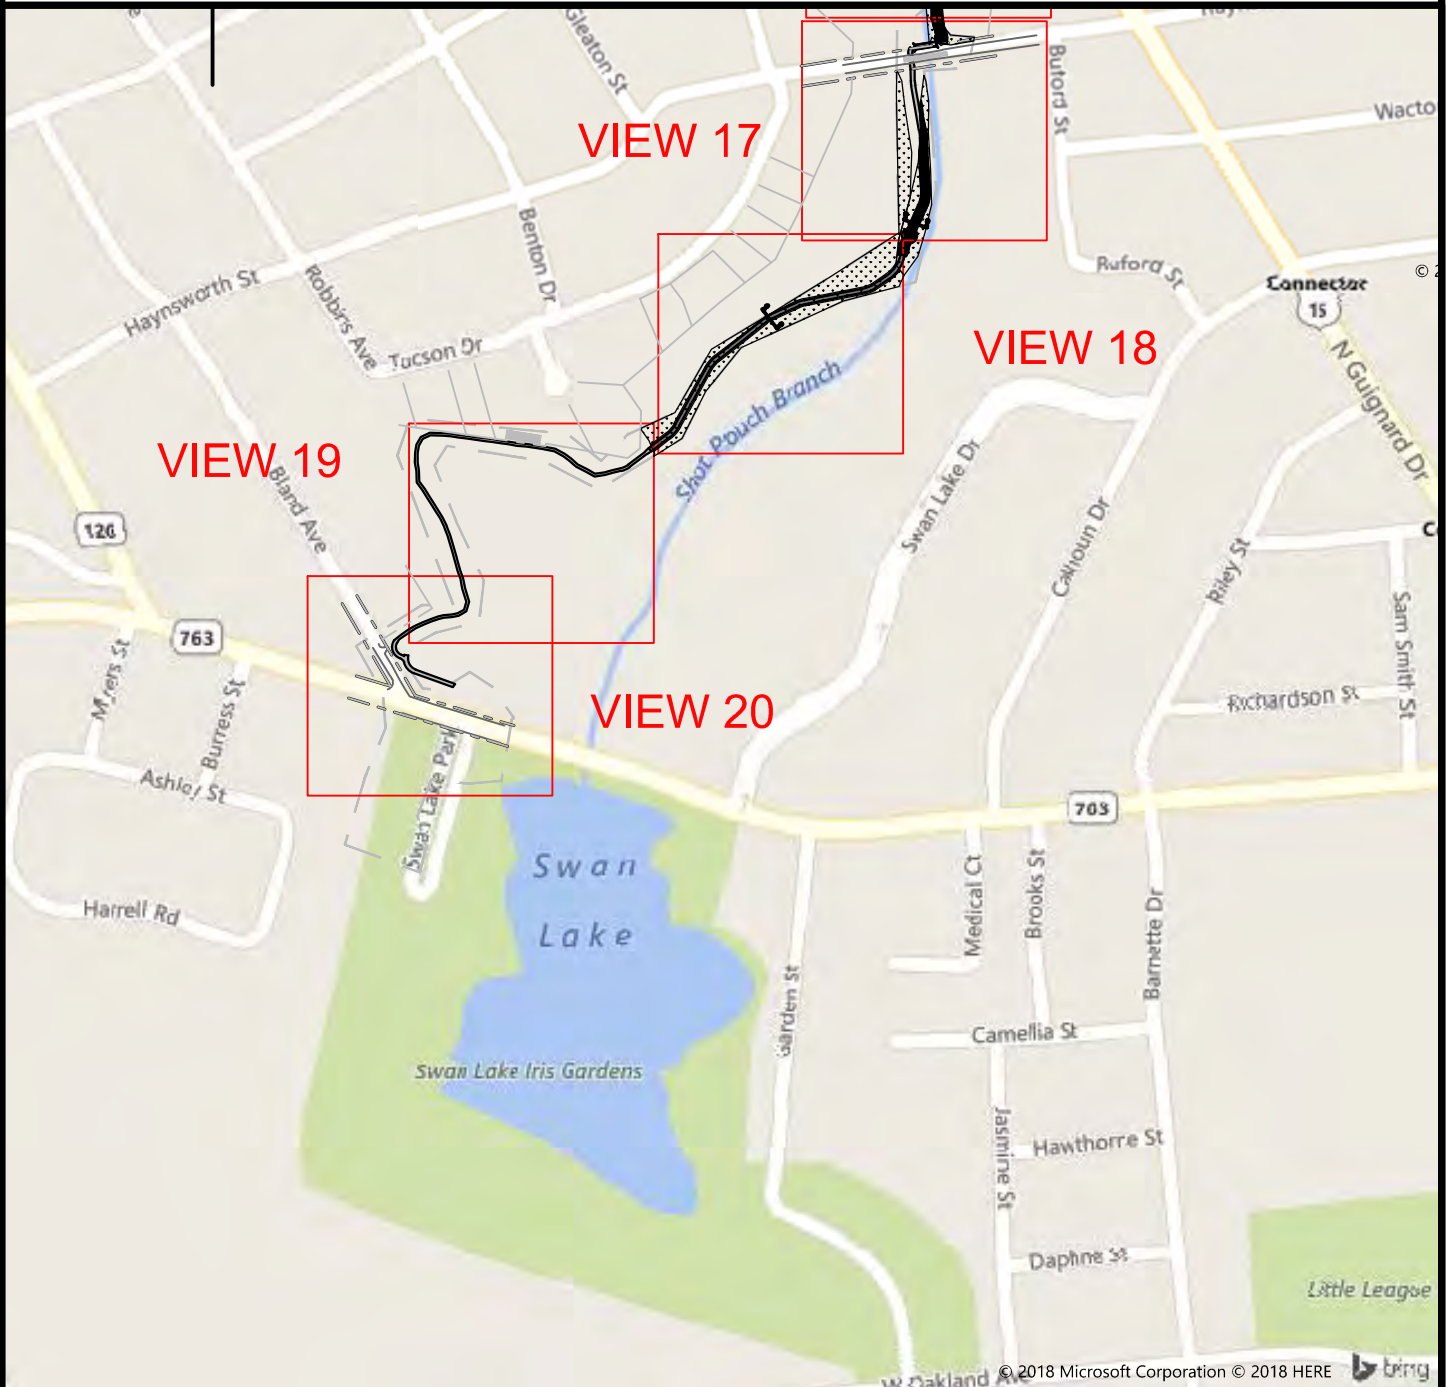 Gleaton St
Buford St
Wacto
VIEW 17
Benton Dr
Ruford St
Connector
15
©
Haynsworth St
Robbins Ave
Tucson Dr
VIEW 18
N Guignard Dr
Shot Pouch Branch
VIEW 19
Bland Ave
Swan Lake Dr
126
Calhoun Dr
Riley St
Sam Smith St
763
Burress St
VIEW 20
Richardson St
Ashley St
Swan Lake Park
763
Swan
Lake
Medical Ct
Brooks St
Barnette Dr
Harrell Rd
Garden St
Camellia St
Swan Lake Iris Gardens
Jasmine St
Hawthorre St
Daphne St
Little League
© 2018 Microsoft Corporation © 2018 HERE
bing
W Oakland